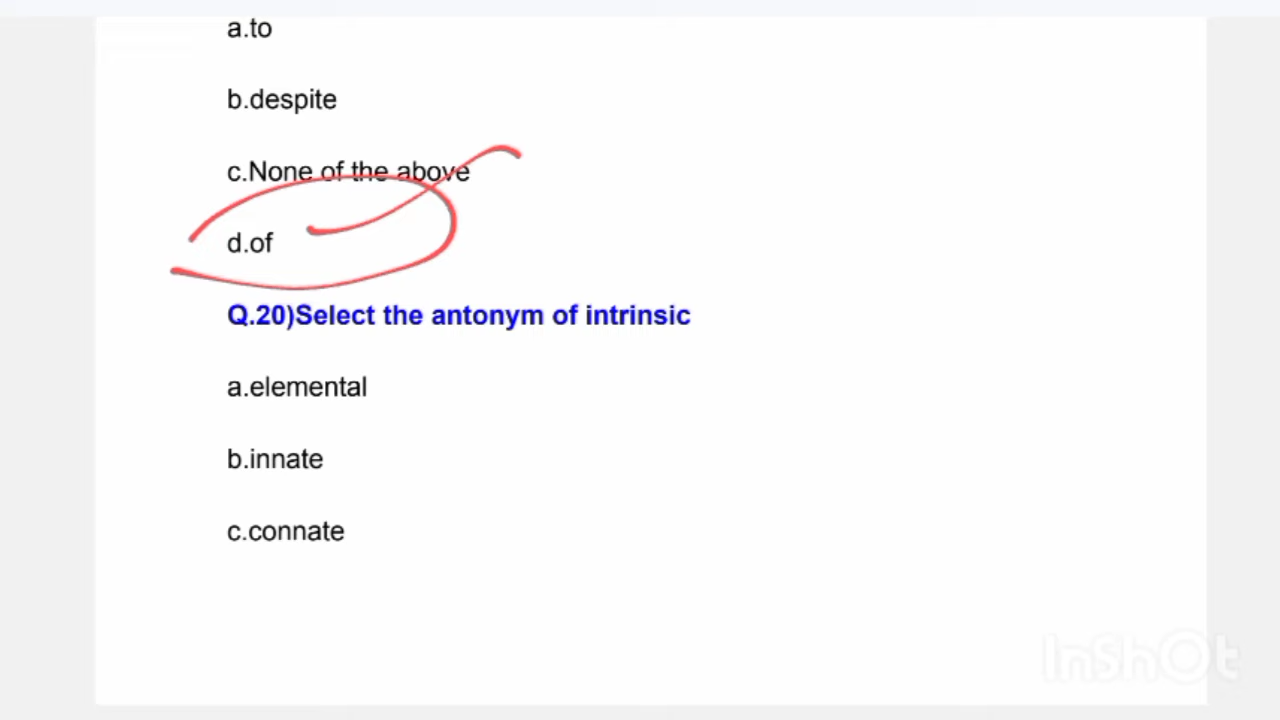 a.to
b.despite
c.None of the above
d.of
Q.20)Select the antonym of intrinsic
a.elemental
b.innate
c.connate
InShOt